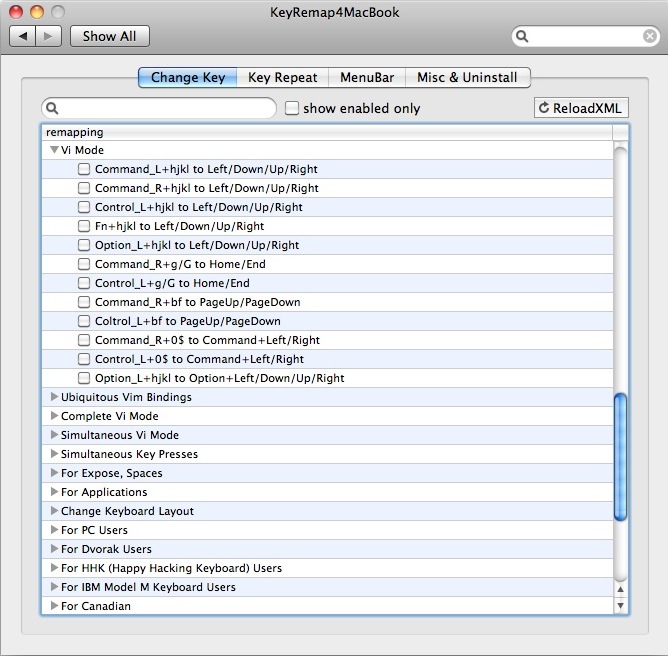 KeyRemap4MacBook
Show All
Change Key Key Repeat MenuBar Misc & Uninstall
show enabled only ReloadXML
remapping
Vi Mode
Command_L+hjkl to Left/Down/Up/Right
Command_R+hjkl to Left/Down/Up/Right
Control_L+hjkl to Left/Down/Up/Right
Fn+hjkl to Left/Down/Up/Right
Option_L+hjkl to Left/Down/Up/Right
Command_R+g/G to Home/End
Control_L+g/G to Home/End
Command_R+bf to PageUp/PageDown
Coltrol_L+bf to PageUp/PageDown
Command_R+0$ to Command+Left/Right
Control_L+0$ to Command+Left/Right
Option_L+hjkl to Option+Left/Down/Up/Right
Ubiquitous Vim Bindings
Complete Vi Mode
Simultaneous Vi Mode
Simultaneous Key Presses
For Expose, Spaces
For Applications
Change Keyboard Layout
For PC Users
For Dvorak Users
For HHK (Happy Hacking Keyboard) Users
For IBM Model M Keyboard Users
For Canadian